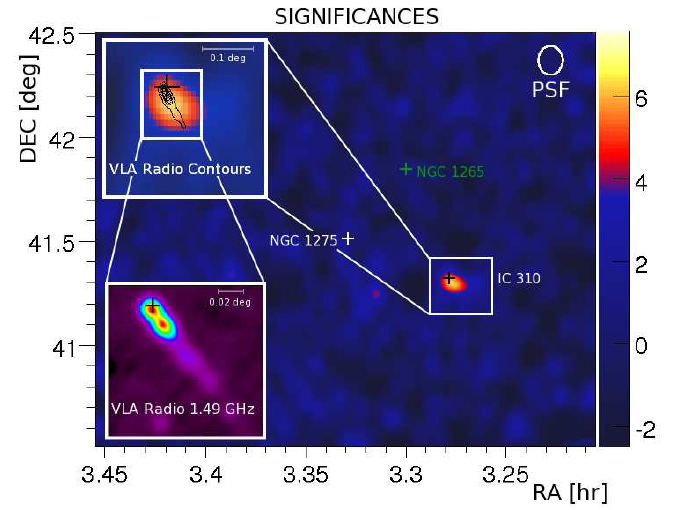 SIGNIFICANCES
42.5
42
41.5
41
DEC [deg]
0.1 deg
VLA Radio Contours
PSF
NGC 1265
NGC 1275
IC 310
0.02 deg
VLA Radio 1.49 GHz
6
4
2
0
-2
3.45
3.4
3.35
3.3
3.25
RA [hr]